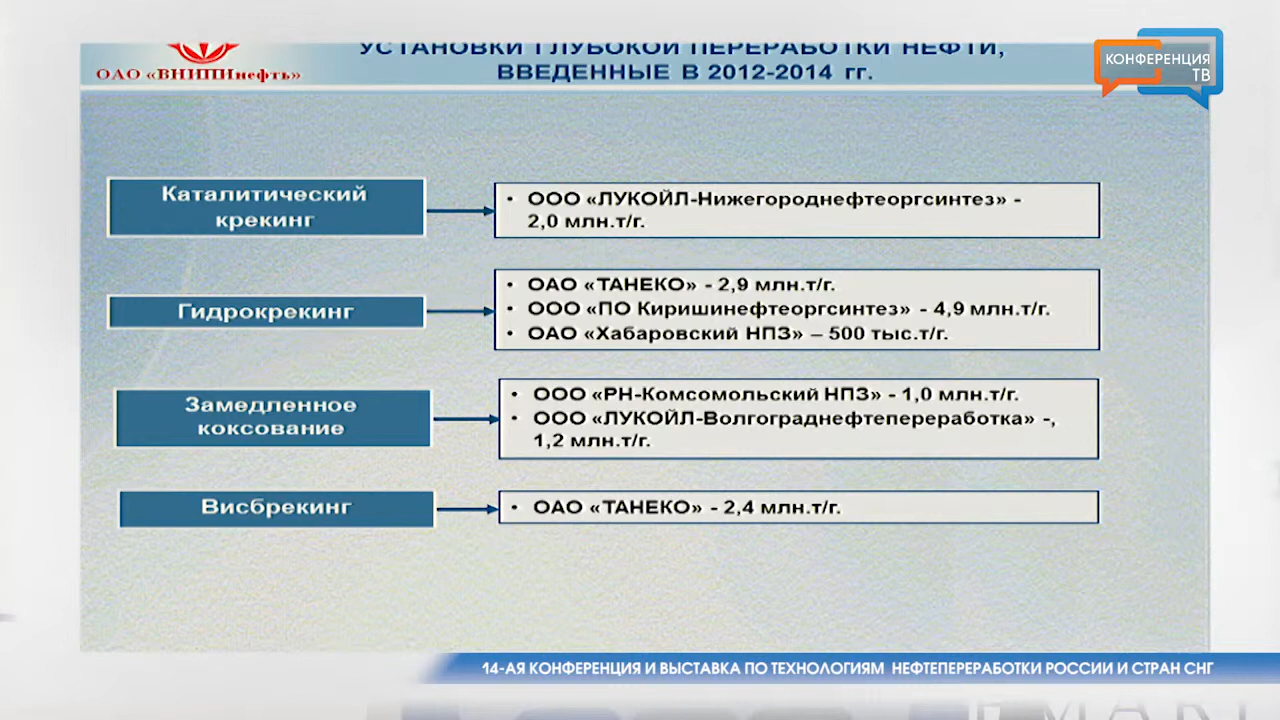 УСТАНОВКИ ГЛУБОКОЙ ПЕРЕРАБОТКИ НЕФТИ,
ВВЕДЕННЫЕ В 2012-2014 гг.
ОАО «ВНИПИнефть»
КОНФЕРЕНЦИЯ
ТВ
Каталитический
крекинг
• ООО «ЛУКОЙЛ-Нижегороднефтеоргсинтез» -
2,0 млн.т/г.
Гидрокрекинг
• ОАО «ТАНЕКО» - 2,9 млн.т/г.
• ООО «ПО Киришинефтеоргсинтез» - 4,9 млн.т/г.
• ОАО «Хабаровский НПЗ» – 500 тыс.т/г.
Замедленное
коксование
• ООО «РН-Комсомольский НПЗ» - 1,0 млн.т/г.
• ООО «ЛУКОЙЛ-Волгограднефтепереработка» -,
1,2 млн.т/г.
Висбрекинг
• ОАО «ТАНЕКО» - 2,4 млн.т/г.
14-АЯ КОНФЕРЕНЦИЯ И ВЫСТАВКА ПО ТЕХНОЛОГИЯМ НЕФТЕПЕРЕРАБОТКИ РОССИИ И СТРАН СНГ